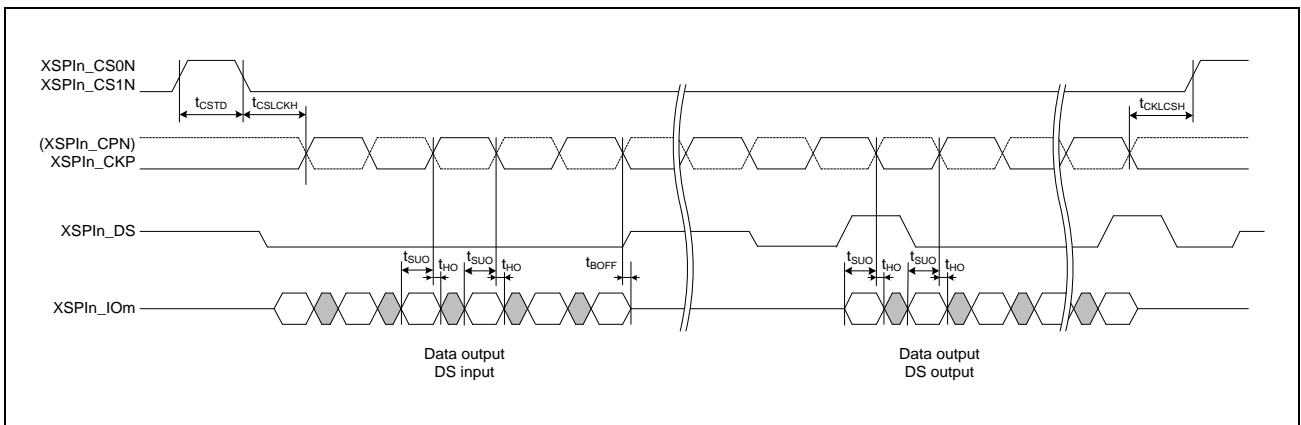 XSPIn_CS0N
XSPIn_CS1N
tCSTD
tCSLCKH
tCKLCSH
(XSPIn_CPN)
XSPIn_CKP
XSPIn_DS
tSUO
tHO
tSUO
tHO
tBOFF
tSUO
tHO
tSUO
tHO
XSPIn_IOm
Data output
DS input
Data output
DS output